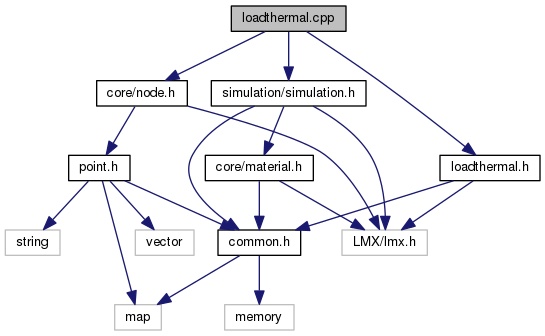 loadthermal.cpp
core/node.h
simulation/simulation.h
point.h
core/material.h
loadthermal.h
string
vector
common.h
LMX/lmx.h
map
memory